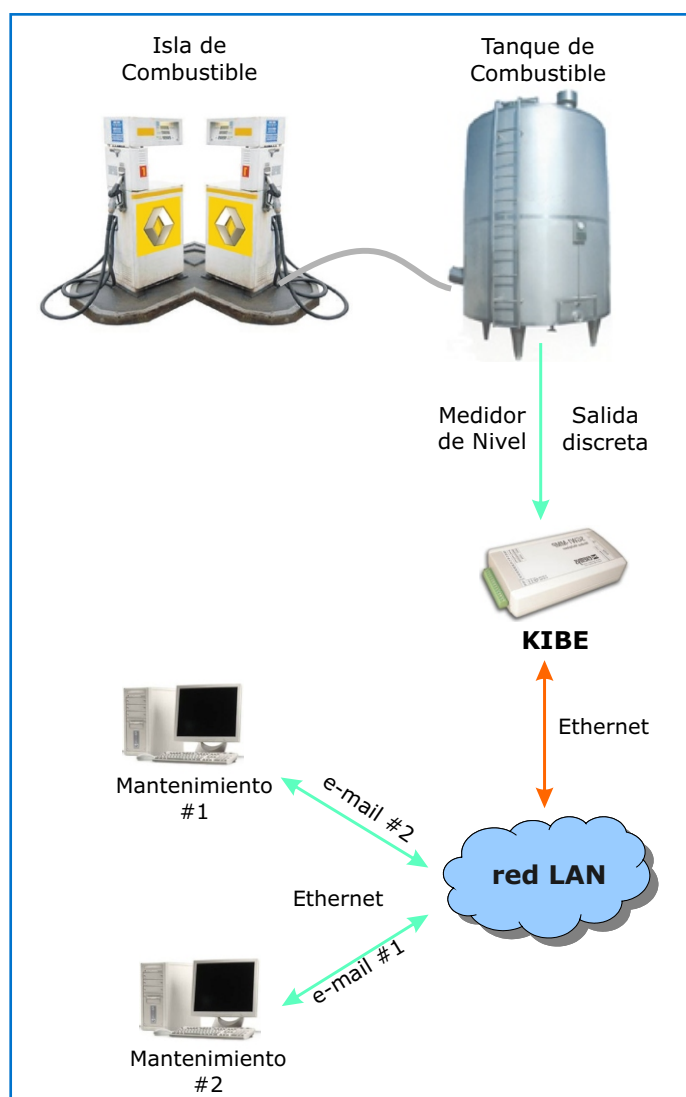 Isla de
Combustible
Tanque de
Combustible
Medidor
de Nivel
Salida
discreta
KIBE
Ethernet
Mantenimiento
#1
e-mail #2
red LAN
Ethernet
e-mail #1
Mantenimiento
#2